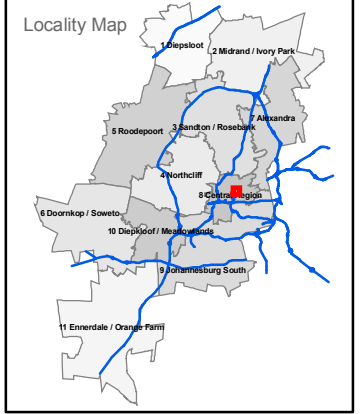 Locality Map
1 Diepsloot
2 Midrand / Ivory Park
7 Alexandra
3 Sandton / Rosebank
5 Roodepoort
4 Northcliff
8 Central Region
6 Doornkop / Soweto
10 Diepkloof / Meadowlands
9 Johannesburg South
11 Ennerdale / Orange Farm